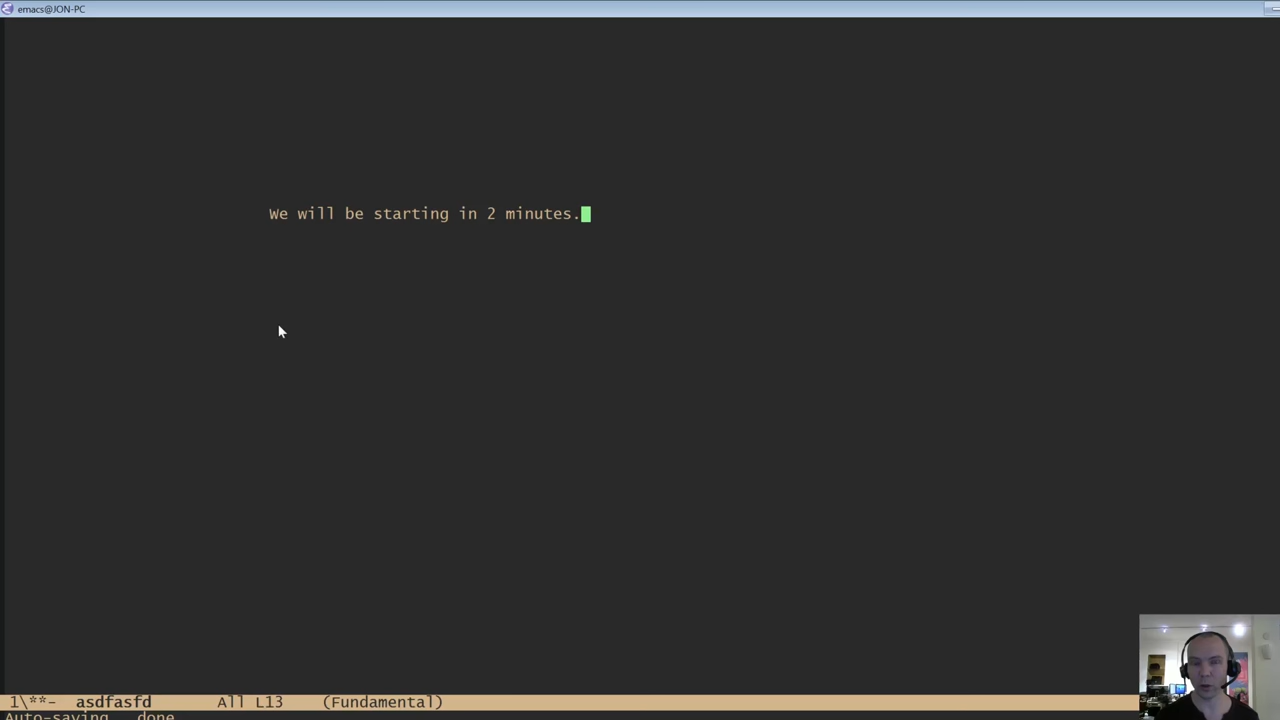 emacs@JON-PC
We will be starting in 2 minutes.
1\**-  asdfasfd       All L13    (Fundamental)
Auto-saving...done